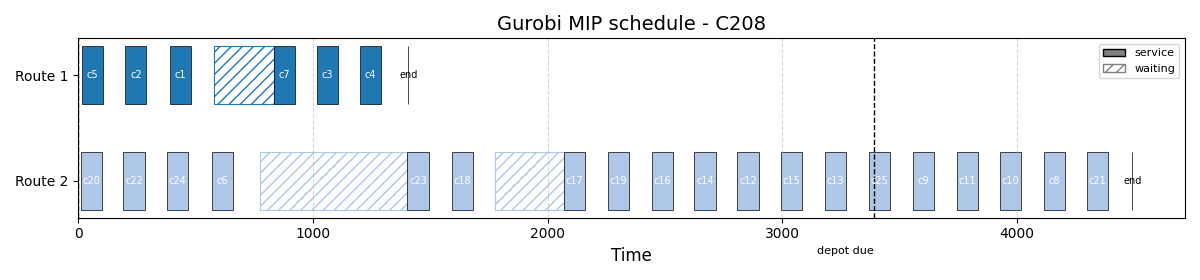 Gurobi MIP schedule - C208
service
waiting
Route 1
c5 c2 c1 c7 c3 c4 end
Route 2
c20 c22 c24 c6 c23 c18 c17 c19 c16 c14 c12 c15 c13 c25 c9 c11 c10 c8 c21 end
0 1000 2000 3000 4000
depot due
Time